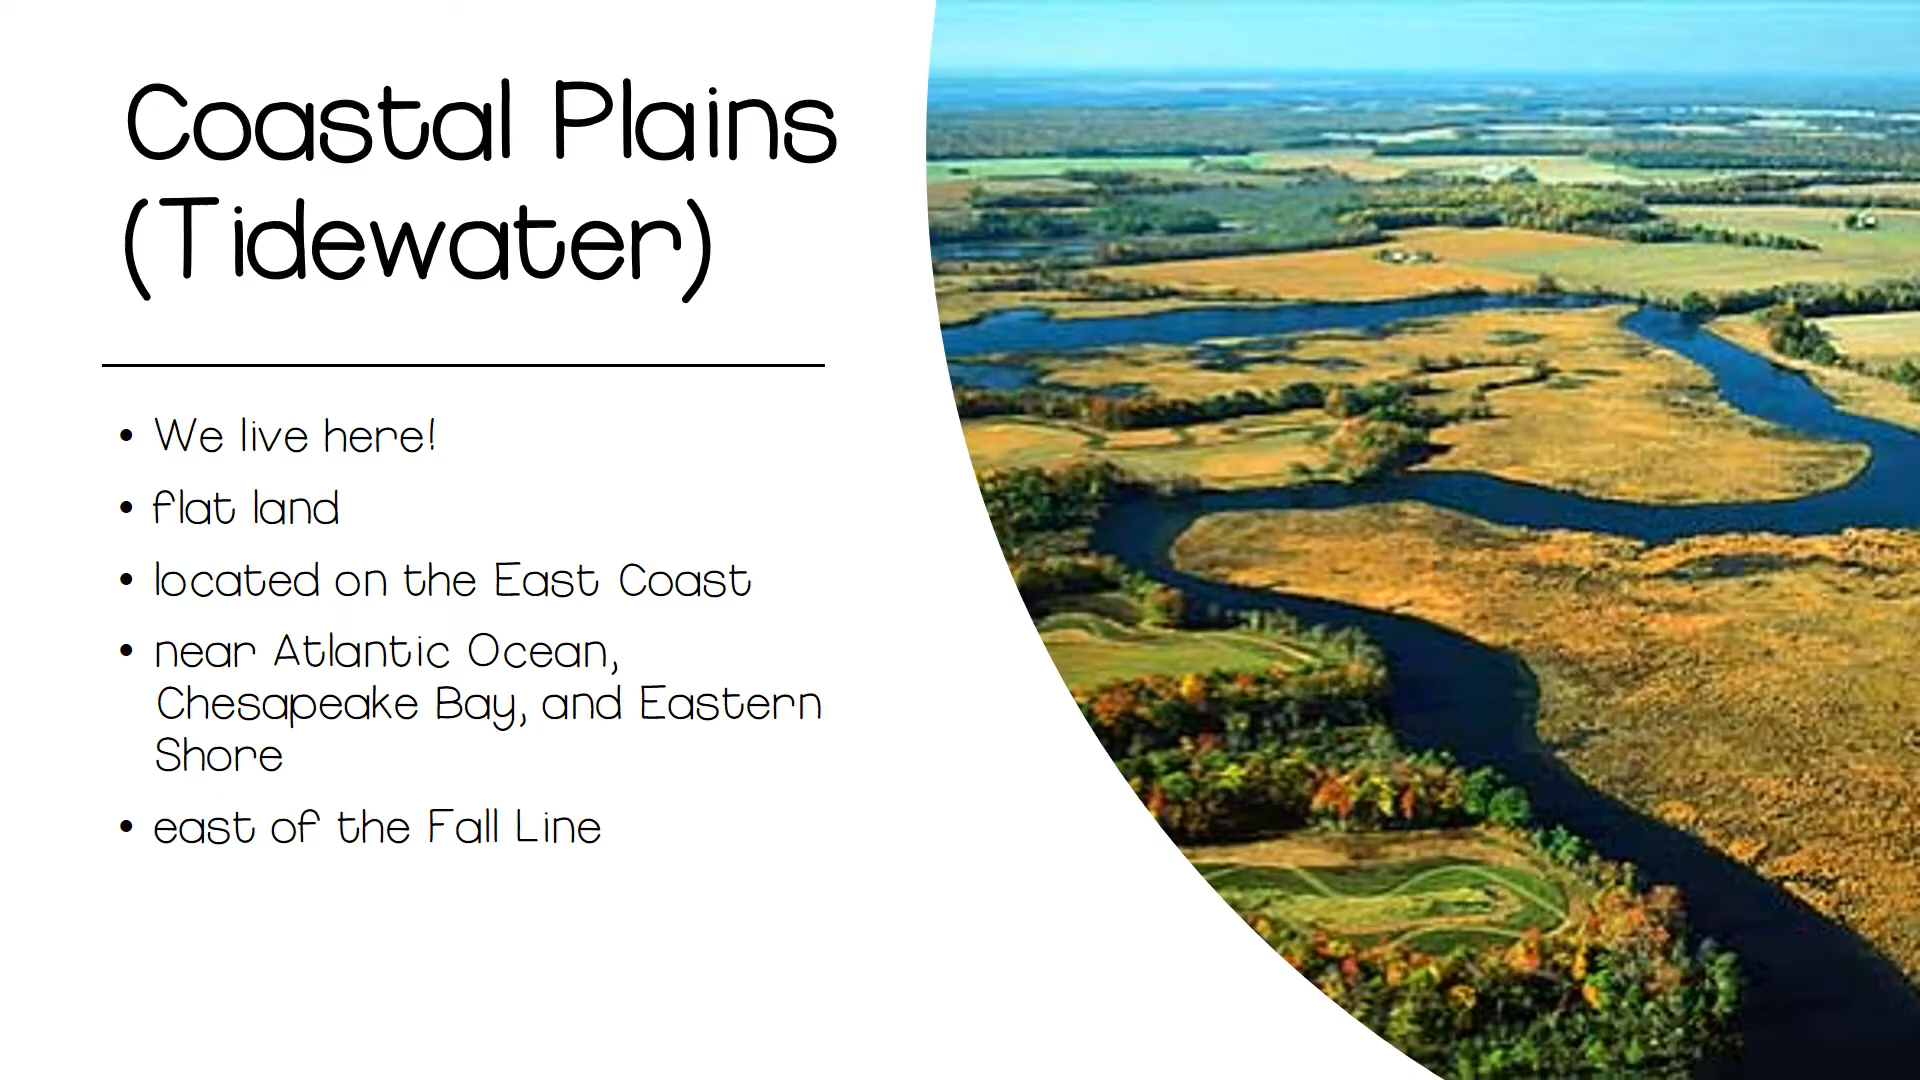 Coastal Plains
(Tidewater)
• We live here!
• flat land
• located on the East Coast
• near Atlantic Ocean,
Chesapeake Bay, and Eastern
Shore
• east of the Fall Line